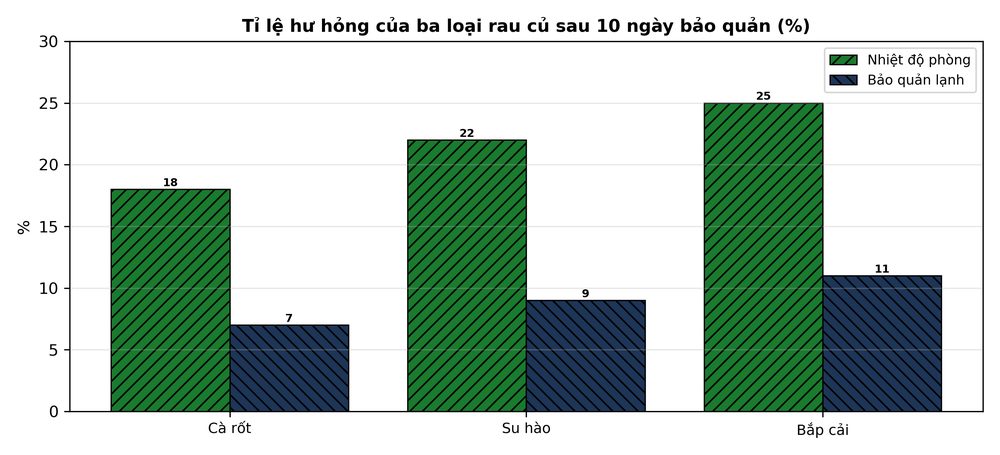 Tỉ lệ hư hỏng của ba loại rau củ sau 10 ngày bảo quản (%)
Nhiệt độ phòng
Bảo quản lạnh
%
30
25
20
15
10
5
0
18
7
22
9
25
11
Cà rốt
Su hào
Bắp cải